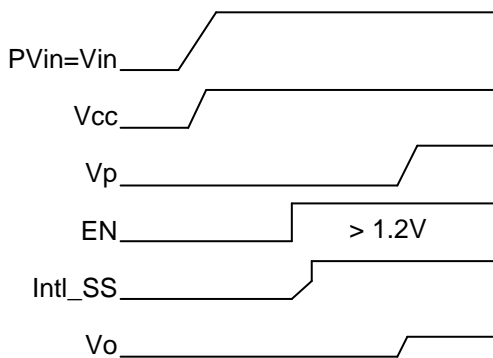 PVin=Vin
Vcc
Vp
EN
> 1.2V
Intl_SS
Vo